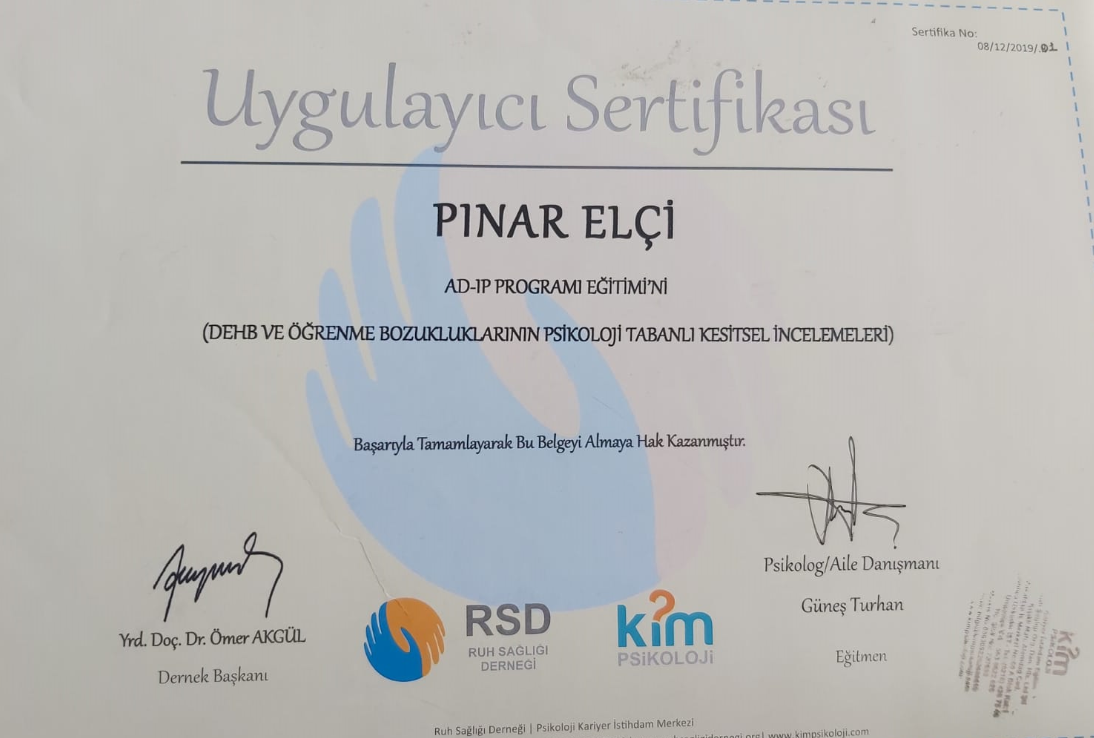 Sertifika No:
08/12/2019/.01
Uygulayıcı Sertifikası
PINAR ELÇİ
AD-IP PROGRAMI EĞİTİMİ'Nİ
(DEHB VE ÖĞRENME BOZUKLUKLARININ PSİKOLOJİ TABANLI KESİTSEL İNCELEMELERİ)
Başarıyla Tamamlayarak Bu Belgeyi Almaya Hak Kazanmıştır.
Psikolog/Aile Danışmanı
Güneş Turhan
Eğitmen
Yrd. Doç. Dr. Ömer AKGÜL
Dernek Başkanı
RSD
RUH SAĞLIĞI
DERNEĞİ
kim
PSiKOLOJi
kim
Ruh Sağlığı Derneği | Psikoloji Kariyer İstihdam Merkezi
| www.kimpsikoloji.com